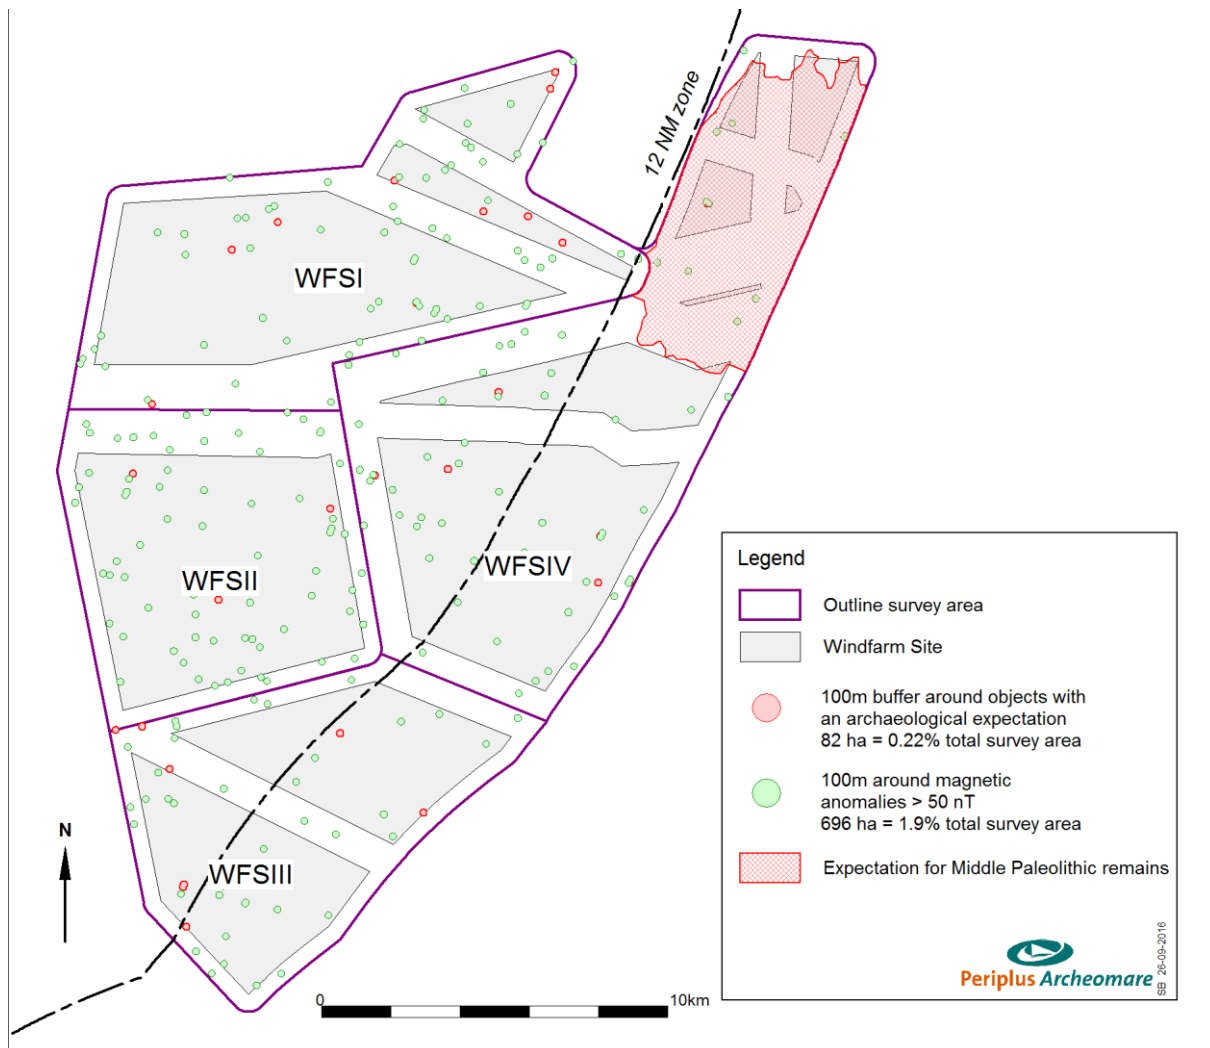 12 NM zone
WFSI
WFSII
WFSIV
WFSIII
N
0
10km
Legend
Outline survey area
Windfarm Site
100m buffer around objects with
an archaeological expectation
82 ha = 0.22% total survey area
100m around magnetic
anomalies > 50 nT
696 ha = 1.9% total survey area
Expectation for Middle Paleolithic remains
Periplus Archeomare
SB 26-09-2016